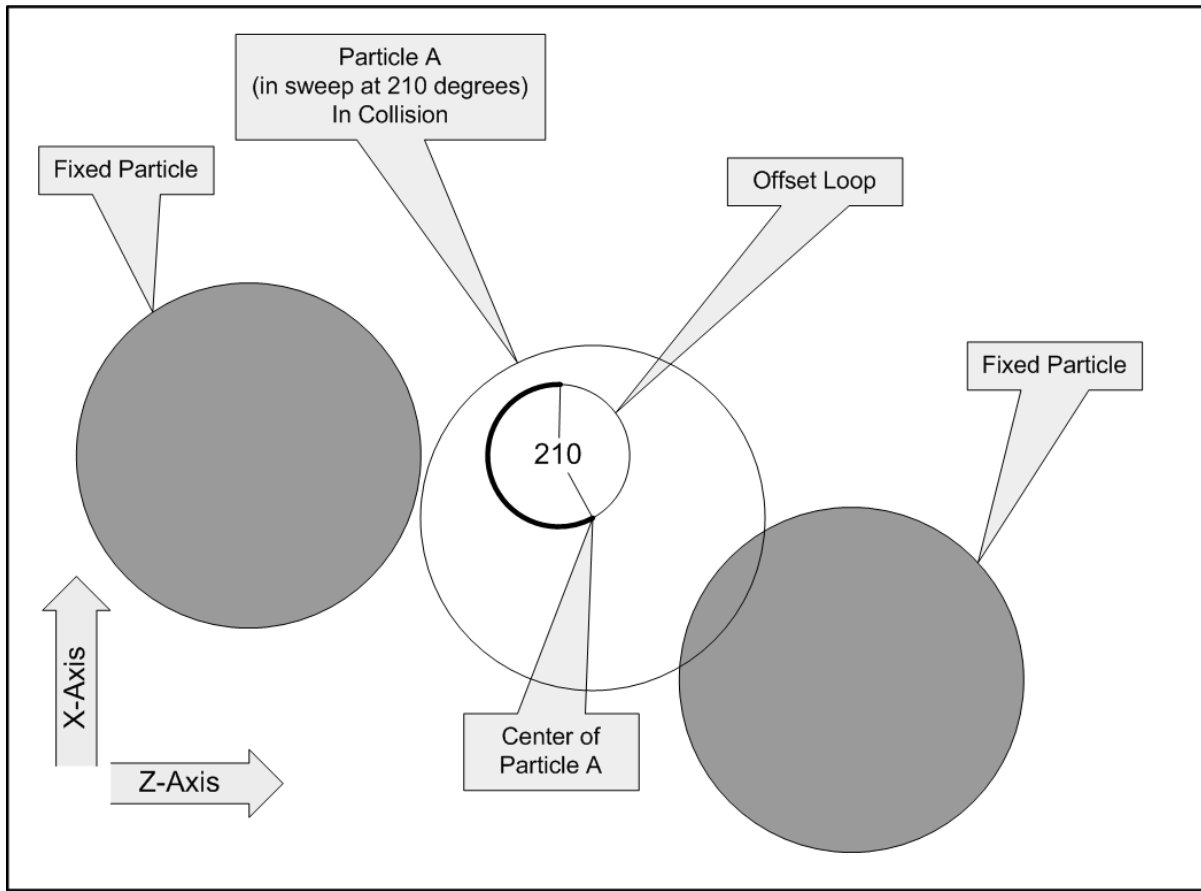 Particle A
(in sweep at 210 degrees)
In Collision
Fixed Particle
Offset Loop
Fixed Particle
210
X-Axis
Z-Axis
Center of
Particle A